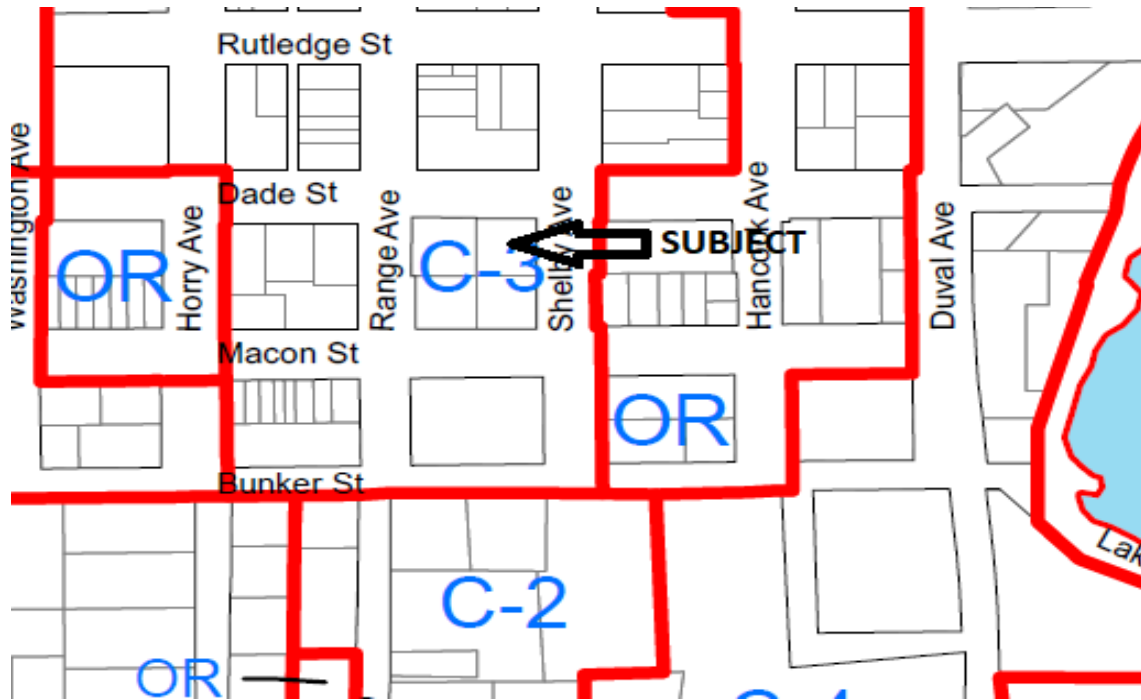 Rutledge St
Washington Ave
Dade St
Horry Ave
Range Ave
Shelby Ave
SUBJECT
Hancock Ave
Duval Ave
OR
C-3
Macon St
OR
Bunker St
C-2
OR